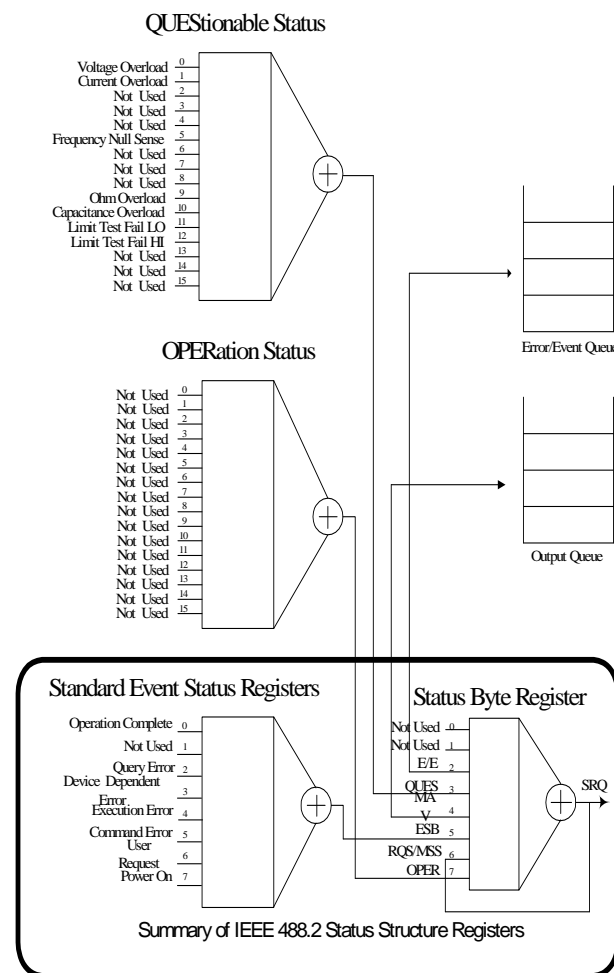 QUEStionable Status
Voltage Overload 0
Current Overload 1
Not Used 2
Not Used 3
Not Used 4
Frequency Null Sense 5
Not Used 6
Not Used 7
Not Used 8
Ohm Overload 9
Capacitance Overload 10
Limit Test Fail LO 11
Limit Test Fail HI 12
Not Used 13
Not Used 14
Not Used 15
Error/Event Queue
OPERation Status
Not Used 0
Not Used 1
Not Used 2
Not Used 3
Not Used 4
Not Used 5
Not Used 6
Not Used 7
Not Used 8
Not Used 9
Not Used 10
Not Used 11
Not Used 12
Not Used 13
Not Used 14
Not Used 15
Output Queue
Standard Event Status Registers
Operation Complete 0
Not Used 1
Query Error 2
Device Dependent
Error 3
Execution Error 4
Command Error 5
User
Request 6
Power On 7
Status Byte Register
Not Used 0
Not Used 1
E/E 2
QUES 3
MA
V 4
ESB 5
RQS/MSS 6
OPER 7
SRQ
Summary of IEEE 488.2 Status Structure Registers